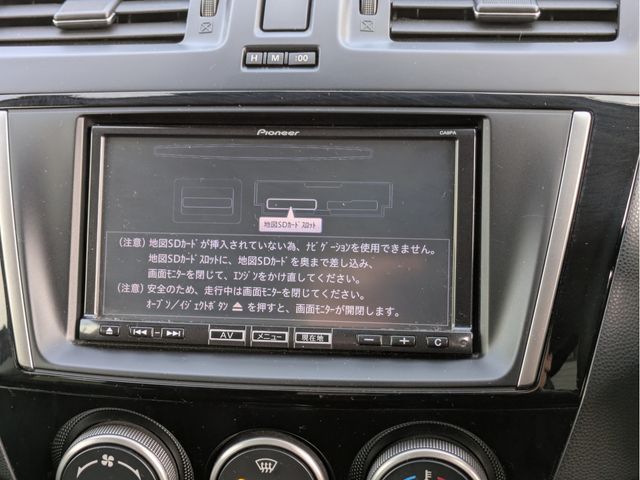 H M :00
Pioneer CA9PA
地図SDｶｰﾄﾞｽﾛｯﾄ
(注意) 地図SDｶｰﾄﾞが挿入されていない為、ﾅﾋﾞｹﾞｰｼｮﾝを使用できません。
地図SDｶｰﾄﾞｽﾛｯﾄに、地図SDｶｰﾄﾞを奥まで差し込み、
画面ﾓﾆﾀｰを閉じて、ｴﾝｼﾞﾝをかけ直してください。
(注意) 安全のため、走行中は画面ﾓﾆﾀｰを閉じてください。
ｵｰﾌﾟﾝ/ｲｼﾞｪｸﾄﾎﾞﾀﾝ ⏏ を押すと、画面ﾓﾆﾀｰが開閉します。
⏏ ⏮ – ⏭ AV メニュー 現在地 − + C